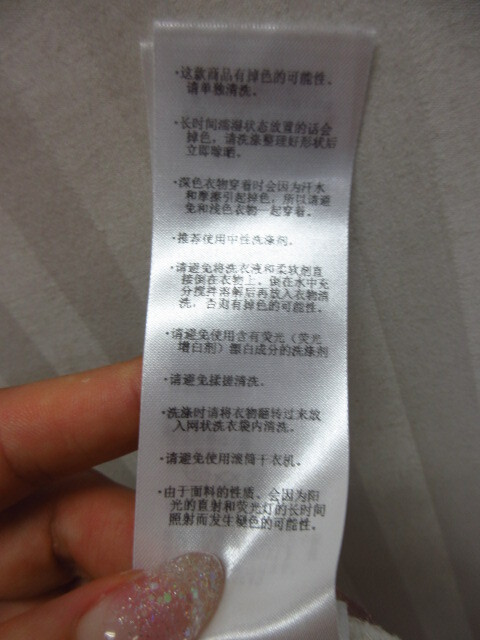 ·这款商品有掉色的可能性。
请单独清洗。
·长时间濡湿状态放置的话会
掉色，请洗涤整理好形状后
立即晾晒。
·深色衣物穿着时会因为汗水
和摩擦引起掉色，所以请避
免和浅色衣物一起穿着。
·推荐使用中性洗涤剂。
·请避免将洗衣液和柔软剂直
接倒在衣物上，倒在水中充
分搅拌溶解后再放入衣物清
洗，否则有掉色的可能性。
·请避免使用含有荧光（荧光
增白剂）漂白成分的洗涤剂
·请避免揉搓清洗。
·洗涤时请将衣物翻转过来放
入网状洗衣袋内清洗。
·请避免使用滚筒干衣机。
·由于面料的性质、会因为阳
光的直射和荧光灯的长时间
照射而发生褪色的可能性。